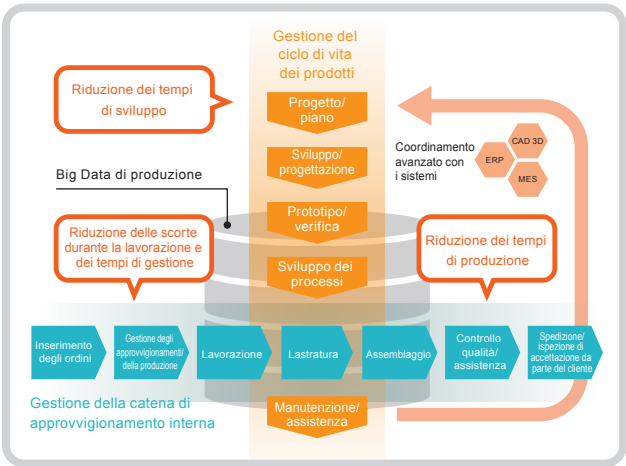 Gestione del
ciclo di vita
dei prodotti
Riduzione dei tempi
di sviluppo
Progetto/
piano
Coordinamento
avanzato con
i sistemi
CAD 3D
ERP
MES
Sviluppo/
progettazione
Big Data di produzione
Prototipo/
verifica
Riduzione delle scorte
durante la lavorazione e
dei tempi di gestione
Riduzione dei tempi
di produzione
Sviluppo dei
processi
Inserimento
degli ordini
Gestione degli
approvvigionamenti/
della produzione
Lavorazione
Lastratura
Assemblaggio
Controllo
qualità/
assistenza
Spedizione/
ispezione di
accettazione da
parte del cliente
Gestione della catena di
approvvigionamento interna
Manutenzione/
assistenza